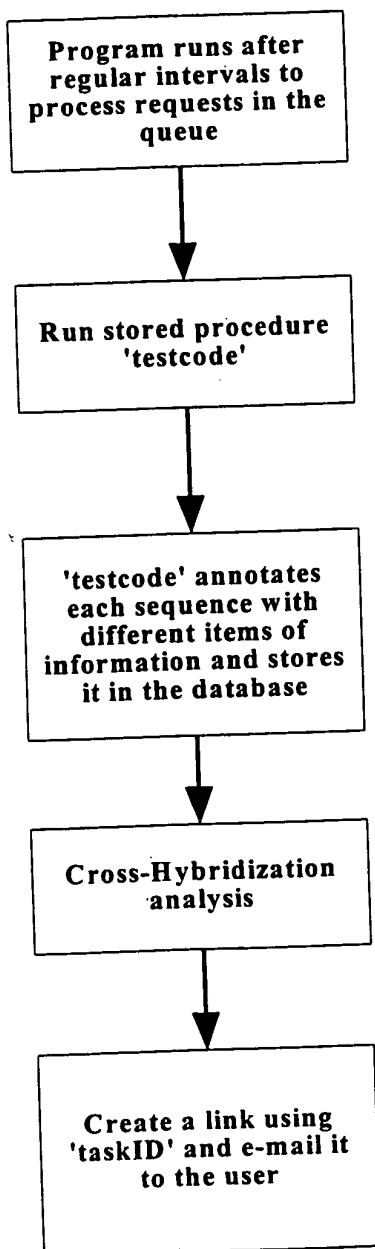 Program runs after
regular intervals to
process requests in the
queue
Run stored procedure
'testcode'
'testcode' annotates
each sequence with
different items of
information and stores
it in the database
Cross-Hybridization
analysis
Create a link using
'taskID' and e-mail it
to the user